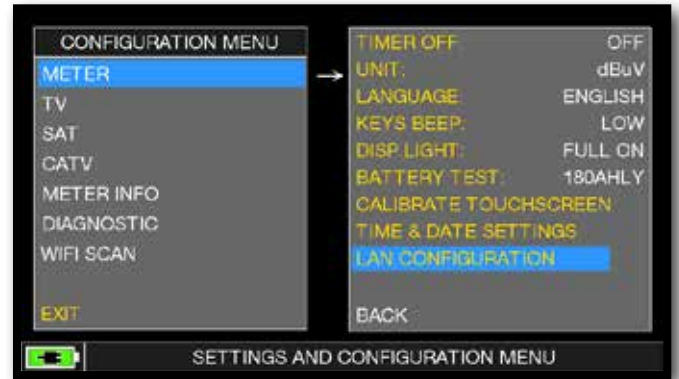 CONFIGURATION MENU
METER
TV
SAT
CATV
METER INFO
DIAGNOSTIC
WIFI SCAN
EXIT
TIMER OFF OFF
UNIT: dBuV
LANGUAGE ENGLISH
KEYS BEEP: LOW
DISP LIGHT: FULL ON
BATTERY TEST: 180AHLY
CALIBRATE TOUCHSCREEN
TIME & DATE SETTINGS
LAN CONFIGURATION
BACK
SETTINGS AND CONFIGURATION MENU